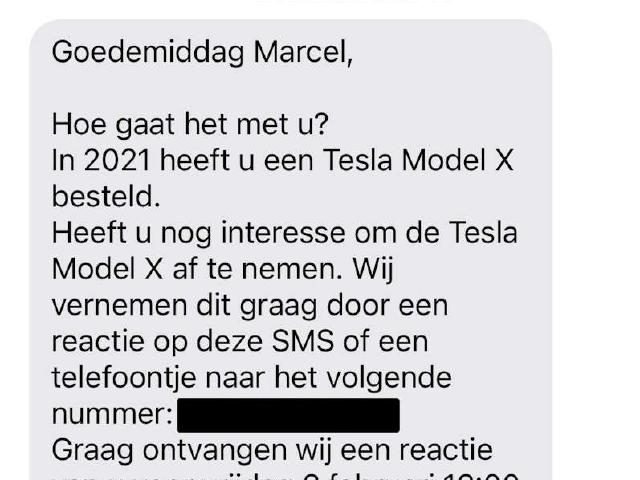 Goedemiddag Marcel,
Hoe gaat het met u?
In 2021 heeft u een Tesla Model X
besteld.
Heeft u nog interesse om de Tesla
Model X af te nemen. Wij
vernemen dit graag door een
reactie op deze SMS of een
telefoontje naar het volgende
nummer:
Graag ontvangen wij een reactie